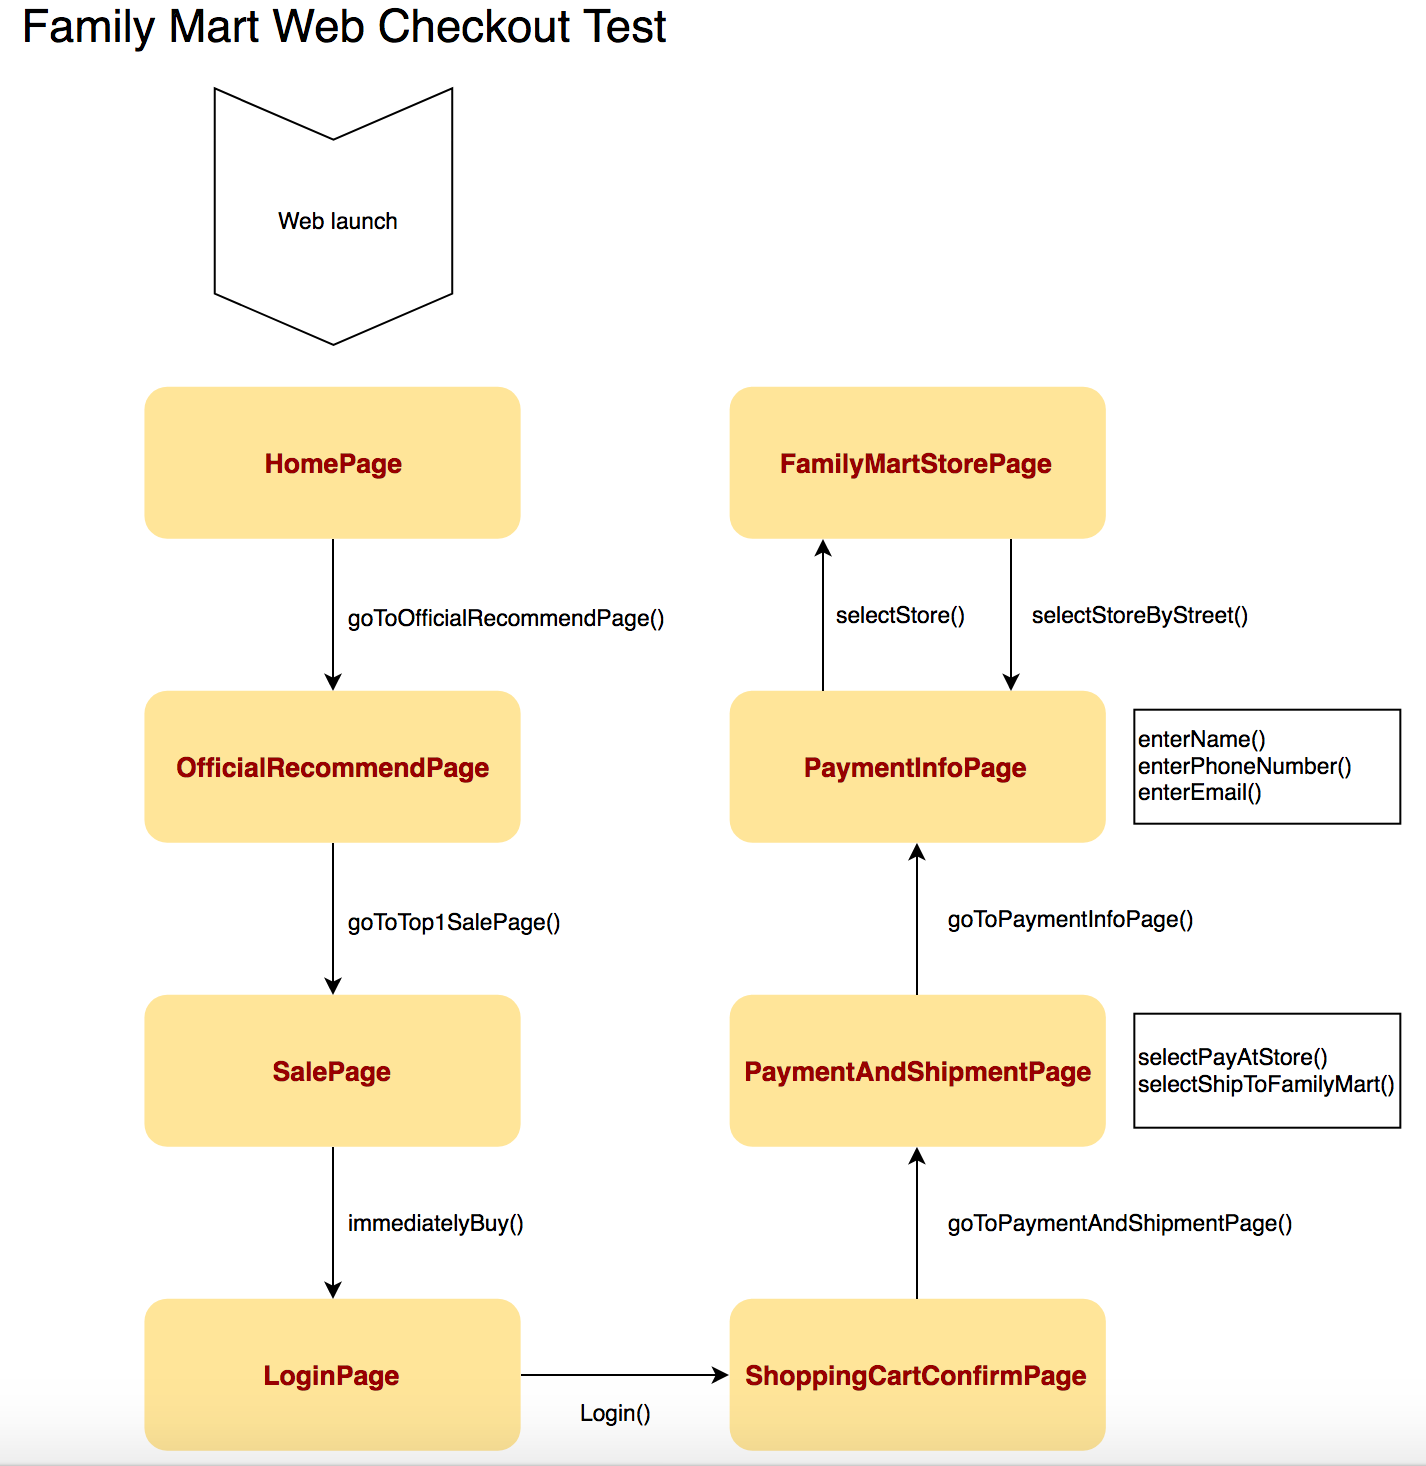 Family Mart Web Checkout Test
Web launch
HomePage
goToOfficialRecommendPage()
OfficialRecommendPage
goToTop1SalePage()
SalePage
immediatelyBuy()
LoginPage
Login()
ShoppingCartConfirmPage
goToPaymentAndShipmentPage()
PaymentAndShipmentPage
selectPayAtStore()
selectShipToFamilyMart()
goToPaymentInfoPage()
PaymentInfoPage
enterName()
enterPhoneNumber()
enterEmail()
selectStore()
selectStoreByStreet()
FamilyMartStorePage